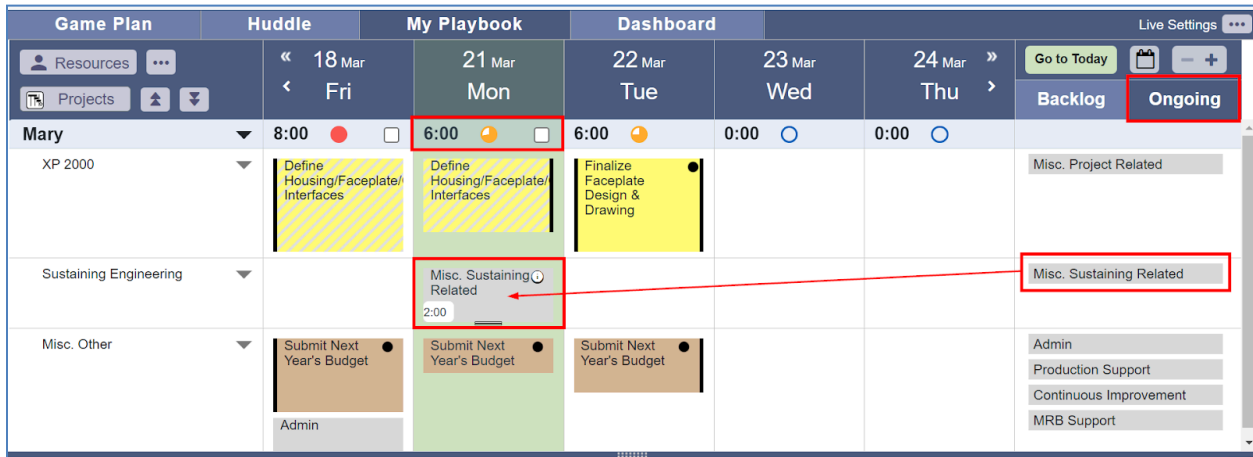 Game Plan
Huddle
My Playbook
Dashboard
Live Settings
Resources
Projects
« 18 Mar
21 Mar
22 Mar
23 Mar
24 Mar »
Fri
Mon
Tue
Wed
Thu
Go to Today
Backlog
Ongoing
Mary
8:00
6:00
6:00
0:00
0:00
XP 2000
Define
Housing/Faceplate/
Interfaces
Define
Housing/Faceplate/
Interfaces
Finalize
Faceplate
Design &
Drawing
Misc. Project Related
Sustaining Engineering
Misc. Sustaining
Related
2:00
Misc. Sustaining Related
Misc. Other
Submit Next
Year's Budget
Admin
Submit Next
Year's Budget
Submit Next
Year's Budget
Admin
Production Support
Continuous Improvement
MRB Support